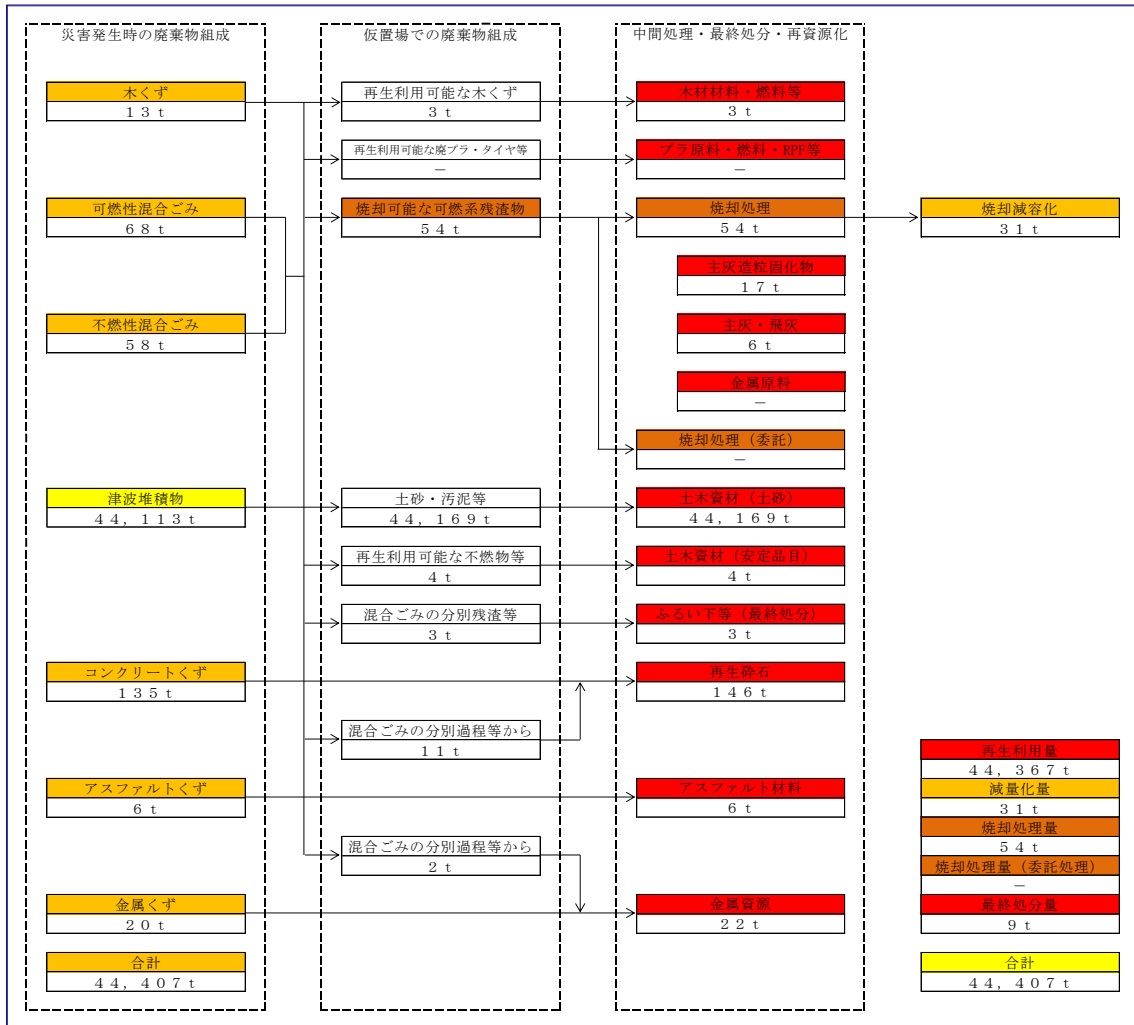 災害発生時の廃棄物組成
仮置場での廃棄物組成
中間処理・最終処分・再資源化
木くず
13t
再生利用可能な木くず
3t
木材材料・燃料等
3t
再生利用可能な廃プラ・タイヤ等
－
プラ原料・燃料・RPF等
－
可燃性混合ごみ
68t
焼却可能な可燃系残渣物
54t
焼却処理
54t
焼却減容化
31t
主灰造粒固化物
17t
不燃性混合ごみ
58t
主灰・飛灰
6t
金属原料
－
焼却処理（委託）
－
津波堆積物
44,113t
土砂・汚泥等
44,169t
土木資材（土砂）
44,169t
再生利用可能な不燃物等
4t
土木資材（安定品目）
4t
混合ごみの分別残渣等
3t
ふるい下等（最終処分）
3t
コンクリートくず
135t
再生砕石
146t
混合ごみの分別過程等から
11t
アスファルトくず
6t
アスファルト材料
6t
混合ごみの分別過程等から
2t
金属くず
20t
金属資源
22t
合計
44,407t
再生利用量
44,367t
減量化量
31t
焼却処理量
54t
焼却処理量（委託処理）
－
最終処分量
9t
合計
44,407t